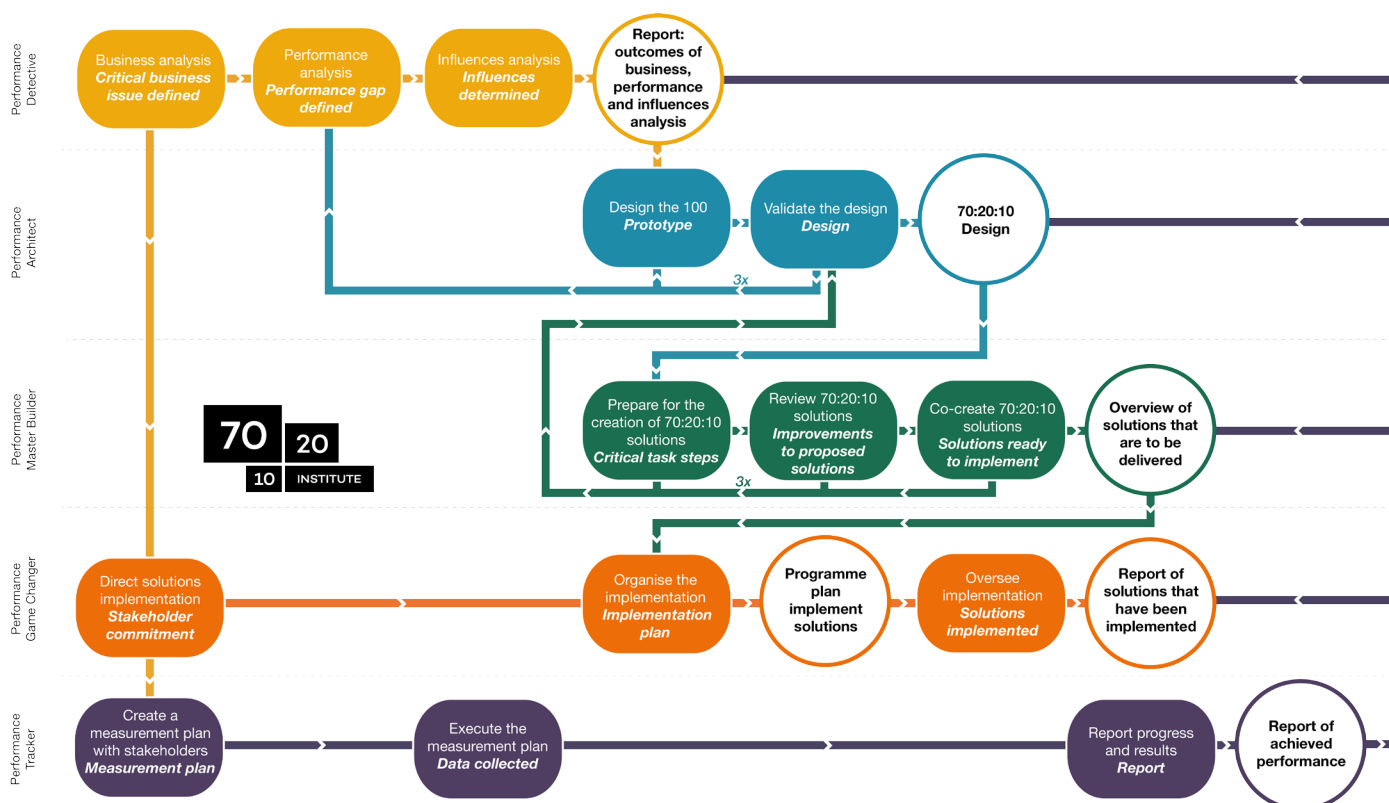 Performance
Detective
Business analysis
Critical business
issue defined
Performance
analysis
Performance gap
defined
Influences analysis
Influences
determined
Report:
outcomes of
business,
performance
and influences
analysis
Performance
Architect
Design the 100
Prototype
Validate the design
Design
70:20:10
Design
3x
Performance
Master Builder
70
20
10
INSTITUTE
Prepare for the
creation of 70:20:10
solutions
Critical task steps
Review 70:20:10
solutions
Improvements
to proposed
solutions
Co-create 70:20:10
solutions
Solutions ready
to implement
Overview of
solutions that
are to be
delivered
3x
Performance
Game Changer
Direct solutions
implementation
Stakeholder
commitment
Organise the
implementation
Implementation
plan
Programme
plan
implement
solutions
Oversee
implementation
Solutions
implemented
Report of
solutions that
have been
implemented
Performance
Tracker
Create a
measurement plan
with stakeholders
Measurement plan
Execute the
measurement plan
Data collected
Report progress
and results
Report
Report of
achieved
performance